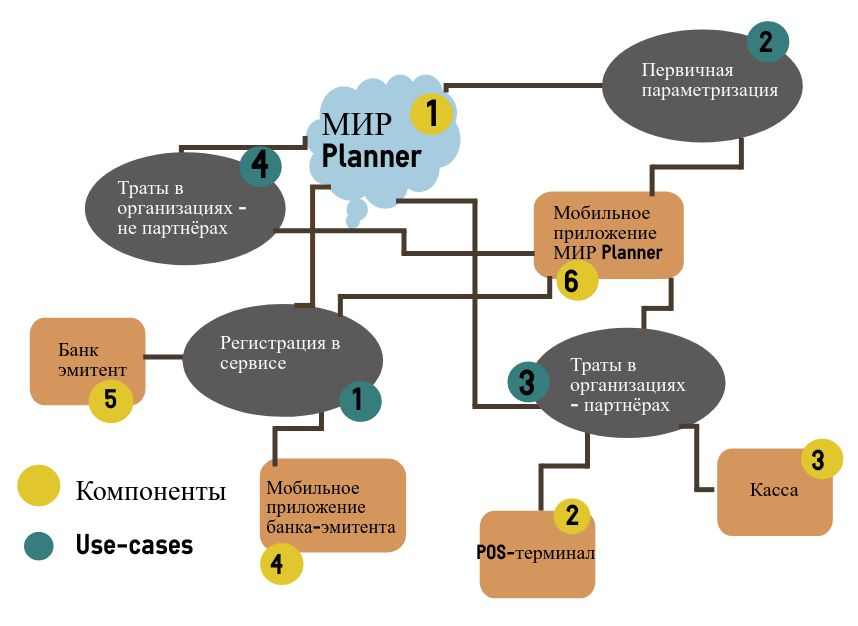 2
Первичная
параметризация
1
МИР
Planner
4
Траты в
организациях -
не партнёрах
Мобильное
приложение
МИР Planner
6
Банк
эмитент
5
Регистрация в
сервисе
1
3
Траты в
организациях
- партнёрах
3
Касса
Компоненты
Use-cases
Мобильное
приложение
банка-эмитента
4
2
POS-терминал